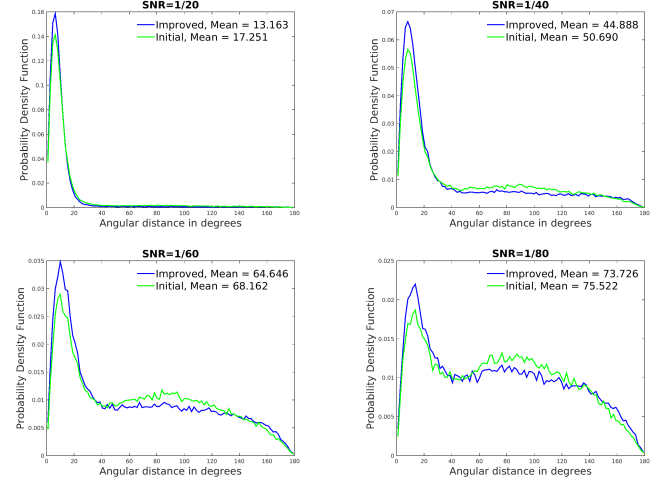 SNR=1/20
Improved, Mean = 13.163
Initial, Mean = 17.251
Probability Density Function
0.16
0.14
0.12
0.1
0.08
0.06
0.04
0.02
0
0 20 40 60 80 100 120 140 160 180
Angular distance in degrees
SNR=1/40
Improved, Mean = 44.888
Initial, Mean = 50.690
Probability Density Function
0.07
0.06
0.05
0.04
0.03
0.02
0.01
0
0 20 40 60 80 100 120 140 160 180
Angular distance in degrees
SNR=1/60
Improved, Mean = 64.646
Initial, Mean = 68.162
Probability Density Function
0.035
0.03
0.025
0.02
0.015
0.01
0.005
0
0 20 40 60 80 100 120 140 160 180
Angular distance in degrees
SNR=1/80
Improved, Mean = 73.726
Initial, Mean = 75.522
Probability Density Function
0.025
0.02
0.015
0.01
0.005
0
0 20 40 60 80 100 120 140 160 180
Angular distance in degrees